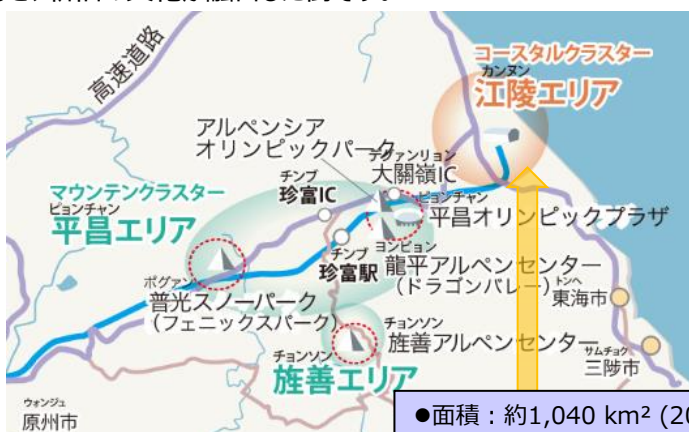 高速道路
コースタルクラスター
カンヌン
江陵エリア
アルペンシア
オリンピックパーク
テグァンリョン
大關嶺IC
チンブ
珍富IC
マウンテンクラスター
ピョンチャン
平昌エリア
ピョンチャン
平昌オリンピックプラザ
チンブ
珍富駅
ヨンピョン
龍平アルペンセンター
(ドラゴンバレー)
トンヘ
東海市
ポグァン
普光スノーパーク
(フェニックスパーク)
チョンソン
旌善アルペンセンター
サムチョク
三陟市
チョンソン
旌善エリア
ウォンジュ
原州市
●面積:約1,040 km² (20